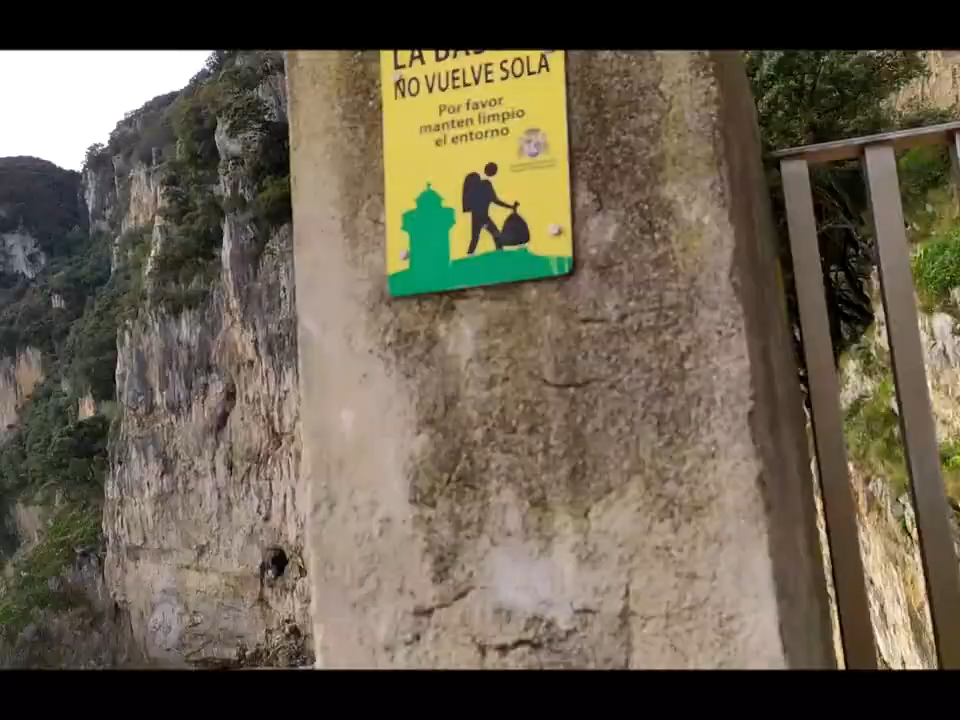 LA
NO VUELVE SOLA
Por favor
manten limpio
el entorno